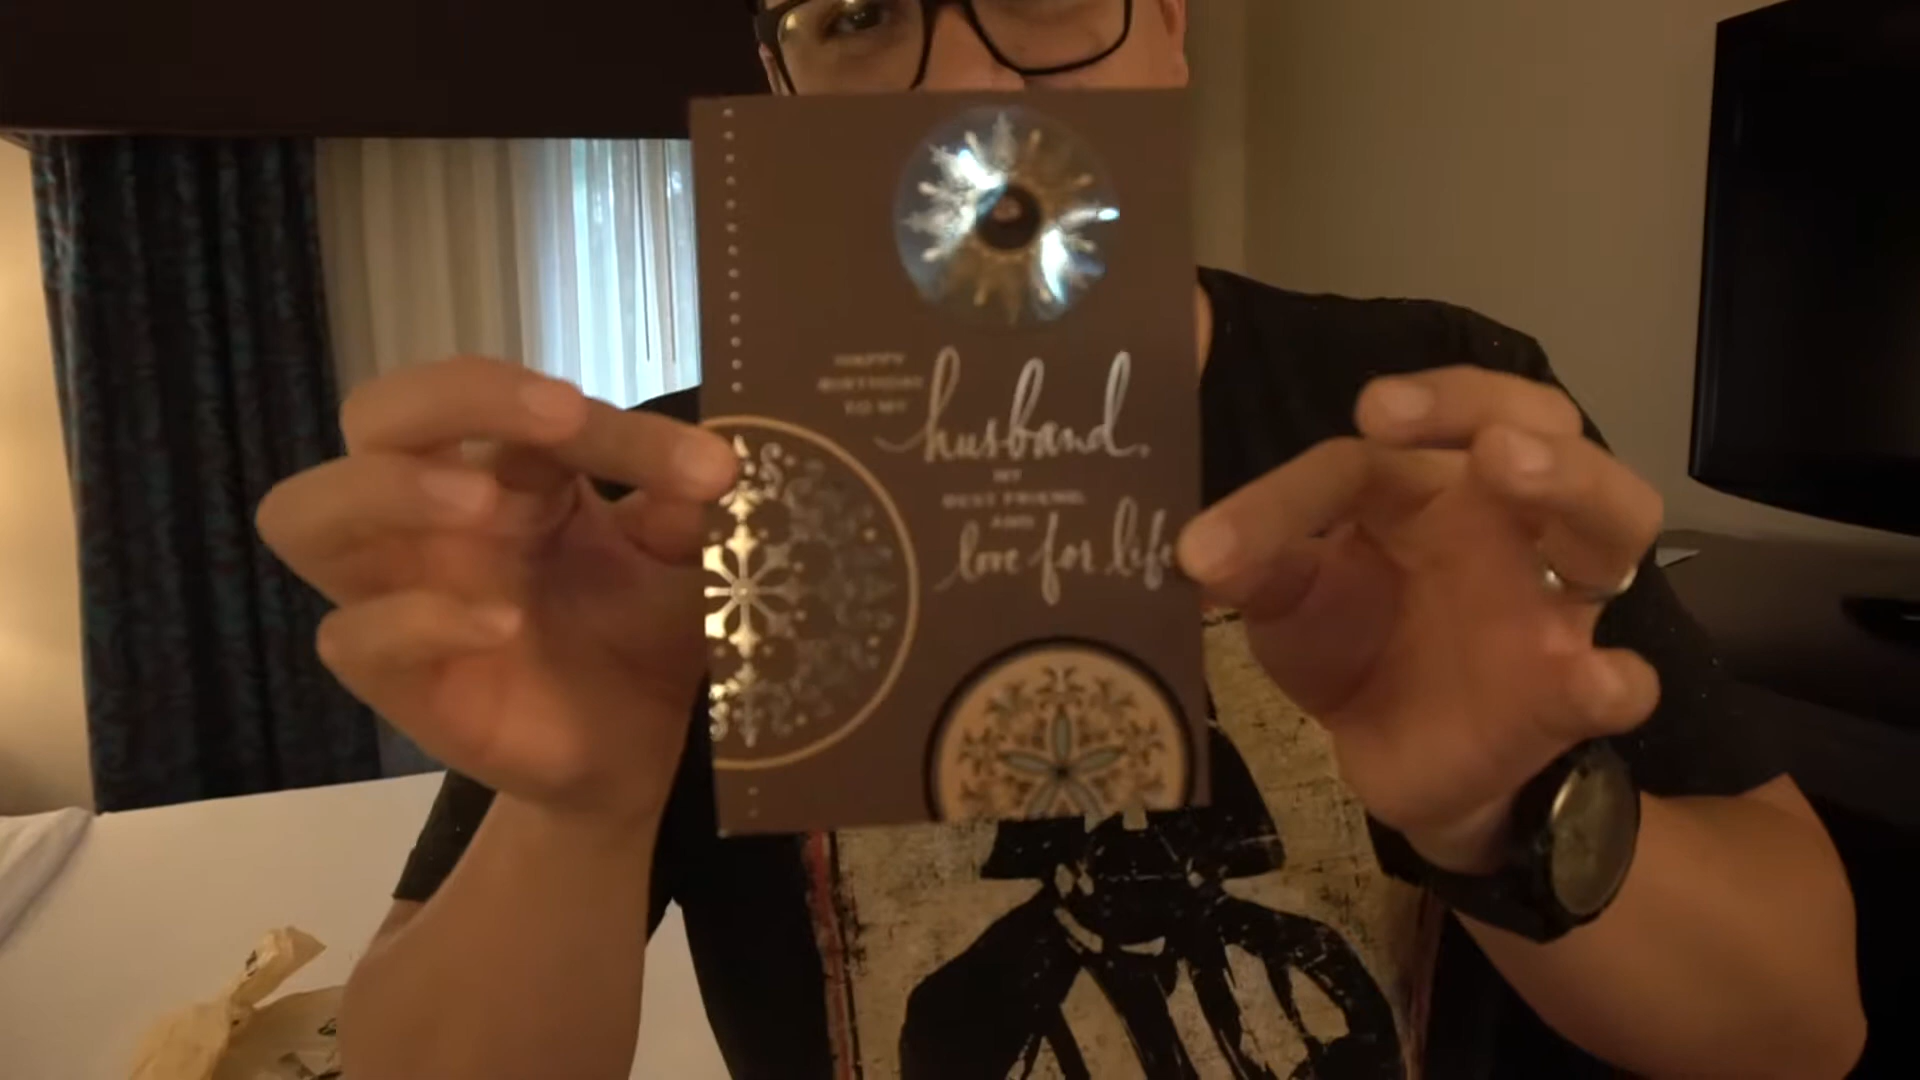 HAPPY
BIRTHDAY
TO MY
husband,
MY
BEST FRIEND,
AND
love for life